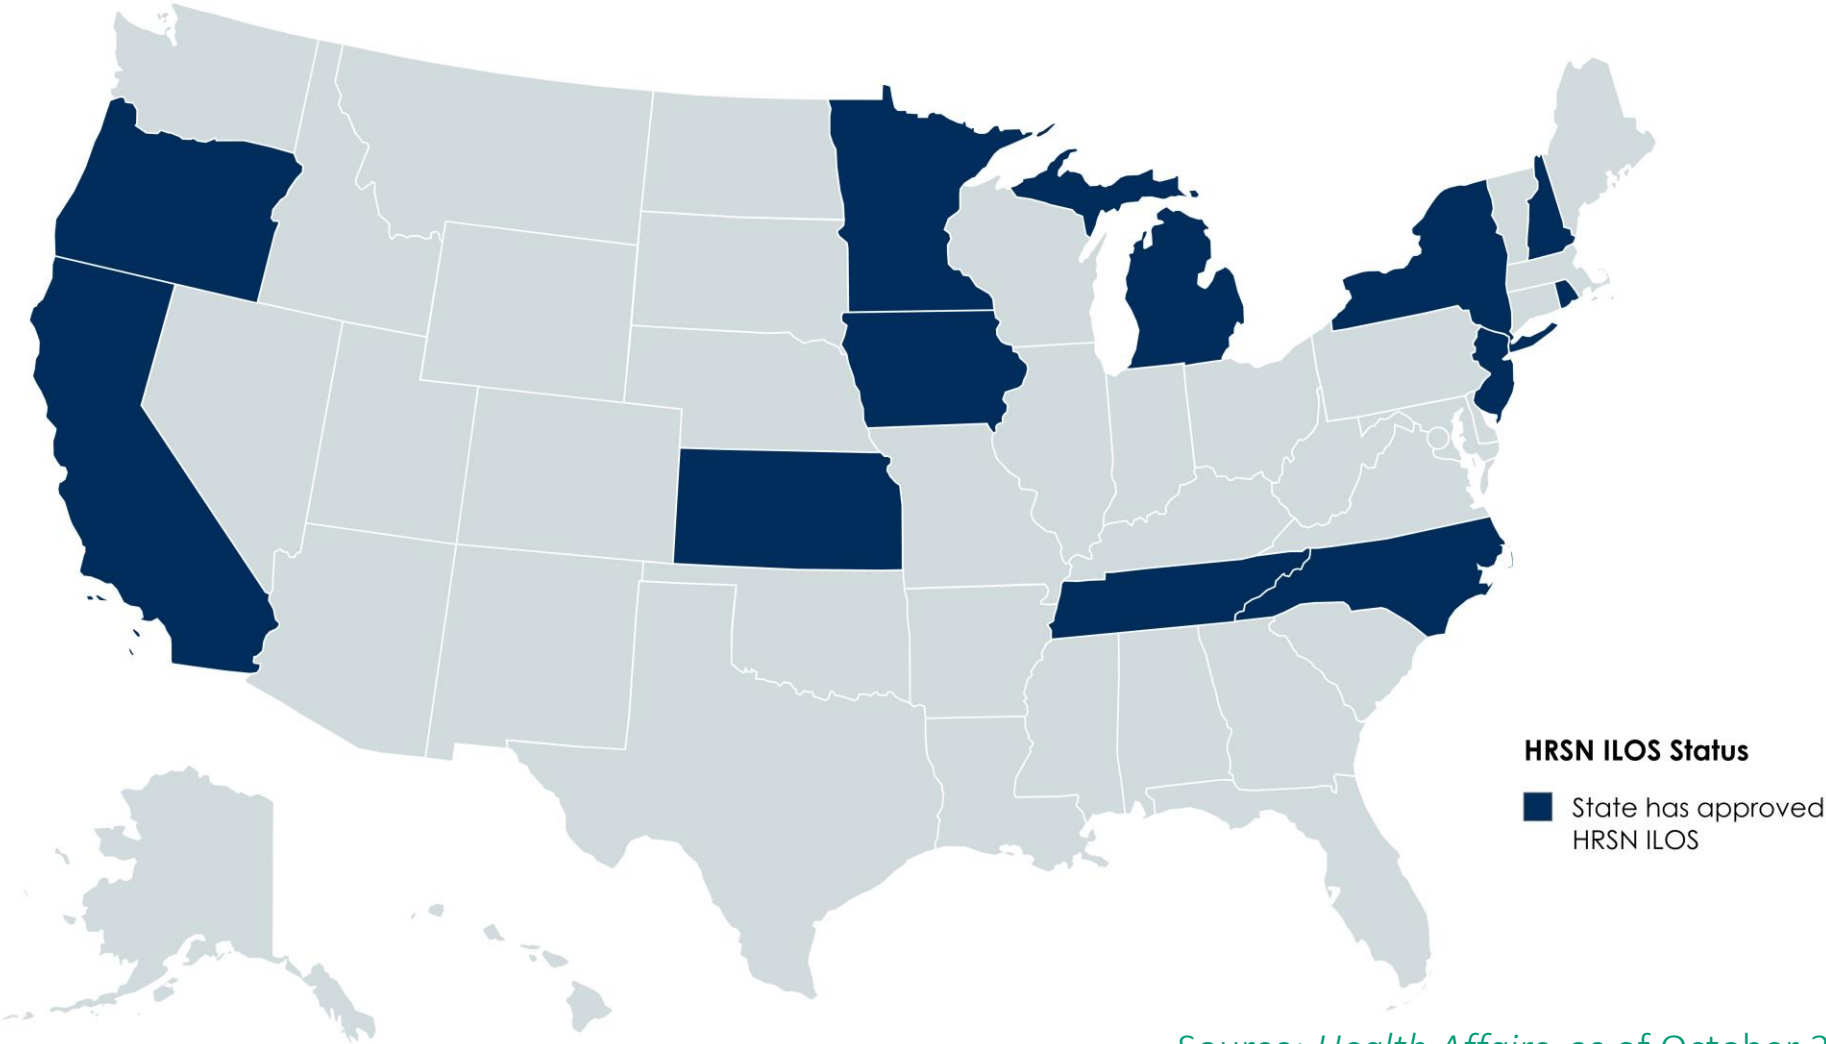 HRSN ILOS Status
State has approved
HRSN ILOS
Source: Health Affairs, as of October